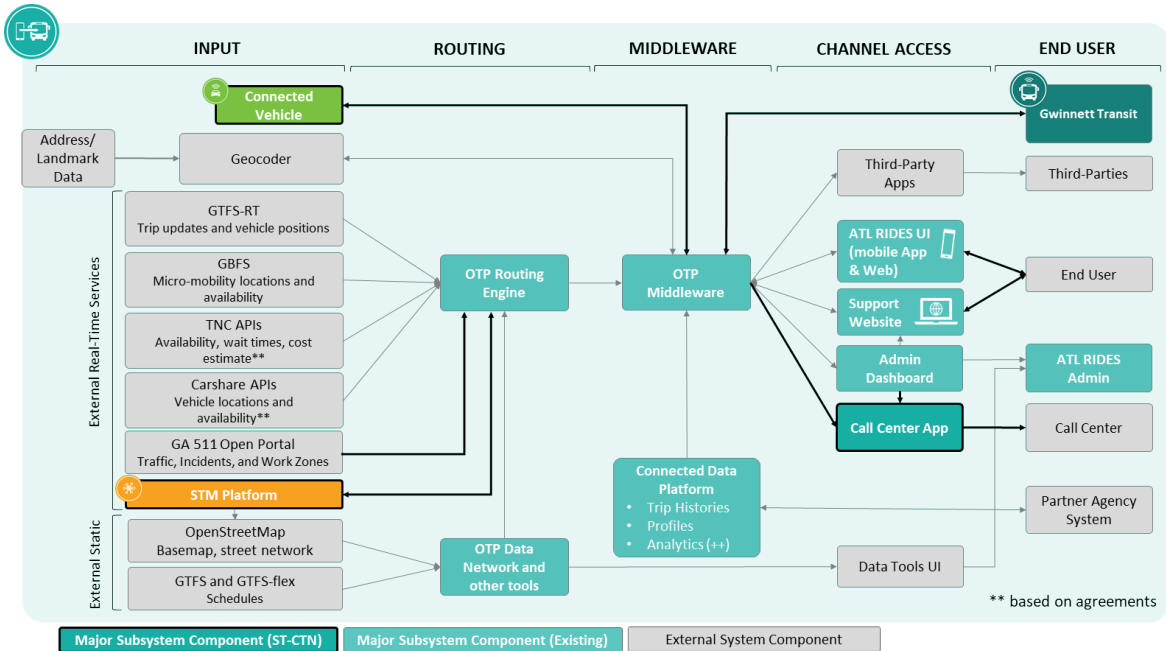 INPUT
ROUTING
MIDDLEWARE
CHANNEL ACCESS
END USER
Connected
Vehicle
Gwinnett Transit
Address/
Landmark
Data
Geocoder
Third-Party
Apps
Third-Parties
External Real-Time Services
GTFS-RT
Trip updates and vehicle positions
GBFS
Micro-mobility locations and
availability
TNC APIs
Availability, wait times, cost
estimate**
Carshare APIs
Vehicle locations and
availability**
GA 511 Open Portal
Traffic, Incidents, and Work Zones
STM Platform
OTP Routing
Engine
OTP
Middleware
ATL RIDES UI
(mobile App
& Web)
Support
Website
End User
Admin
Dashboard
ATL RIDES
Admin
Call Center App
Call Center
External Static
OpenStreetMap
Basemap, street network
GTFS and GTFS-flex
Schedules
OTP Data
Network and
other tools
Connected Data
Platform
• Trip Histories
• Profiles
• Analytics (++)
Partner Agency
System
Data Tools UI
** based on agreements
Major Subsystem Component (ST-CTN)
Major Subsystem Component (Existing)
External System Component